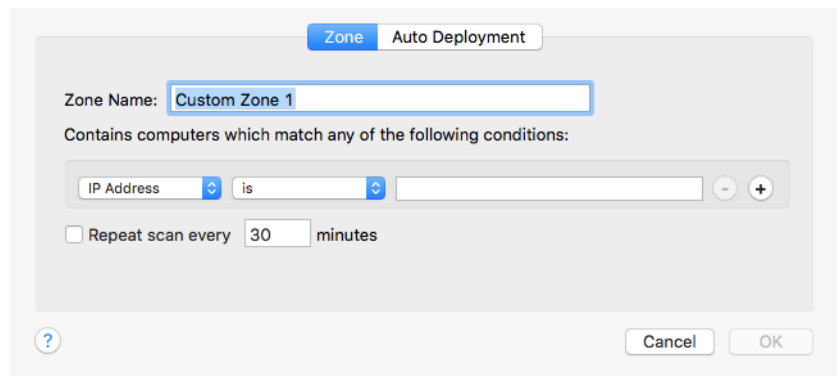 Zone Auto Deployment
Zone Name: Custom Zone 1
Contains computers which match any of the following conditions:
IP Address is - +
Repeat scan every 30 minutes
? Cancel OK